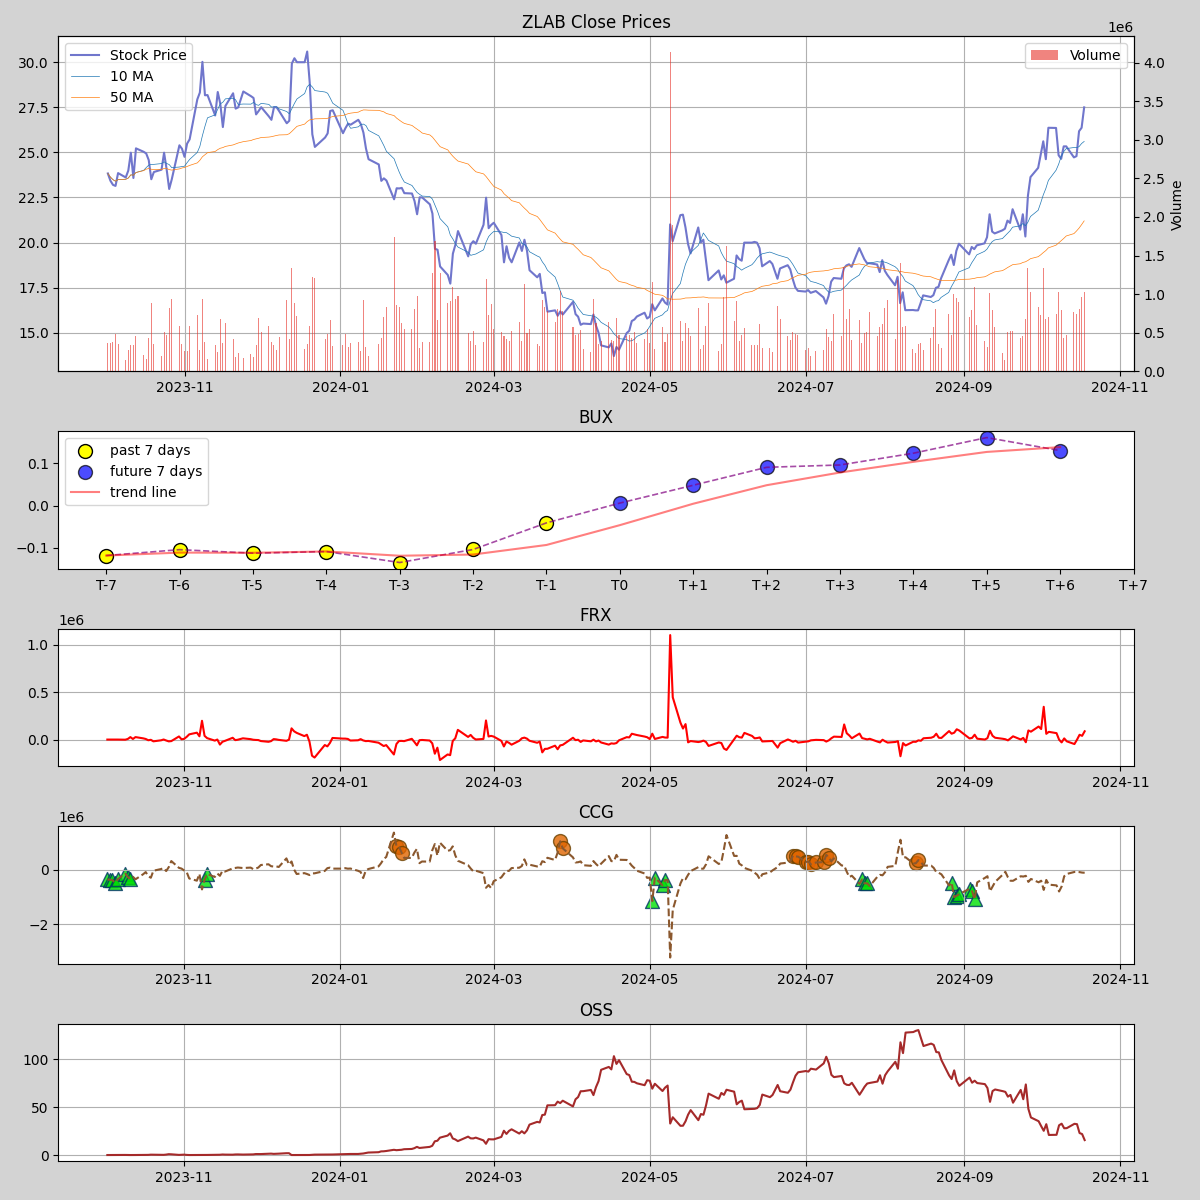 ZLAB Close Prices
1e6
Stock Price
10 MA
50 MA
Volume
30.0
27.5
25.0
22.5
20.0
17.5
15.0
4.0
3.5
3.0
2.5
2.0
1.5
1.0
0.5
0.0
Volume
2023-11 2024-01 2024-03 2024-05 2024-07 2024-09 2024-11
BUX
past 7 days
future 7 days
trend line
0.1
0.0
−0.1
T-7 T-6 T-5 T-4 T-3 T-2 T-1 T0 T+1 T+2 T+3 T+4 T+5 T+6 T+7
FRX
1e6
1.0
0.5
0.0
2023-11 2024-01 2024-03 2024-05 2024-07 2024-09 2024-11
CCG
1e6
0
−2
2023-11 2024-01 2024-03 2024-05 2024-07 2024-09 2024-11
OSS
100
50
0
2023-11 2024-01 2024-03 2024-05 2024-07 2024-09 2024-11